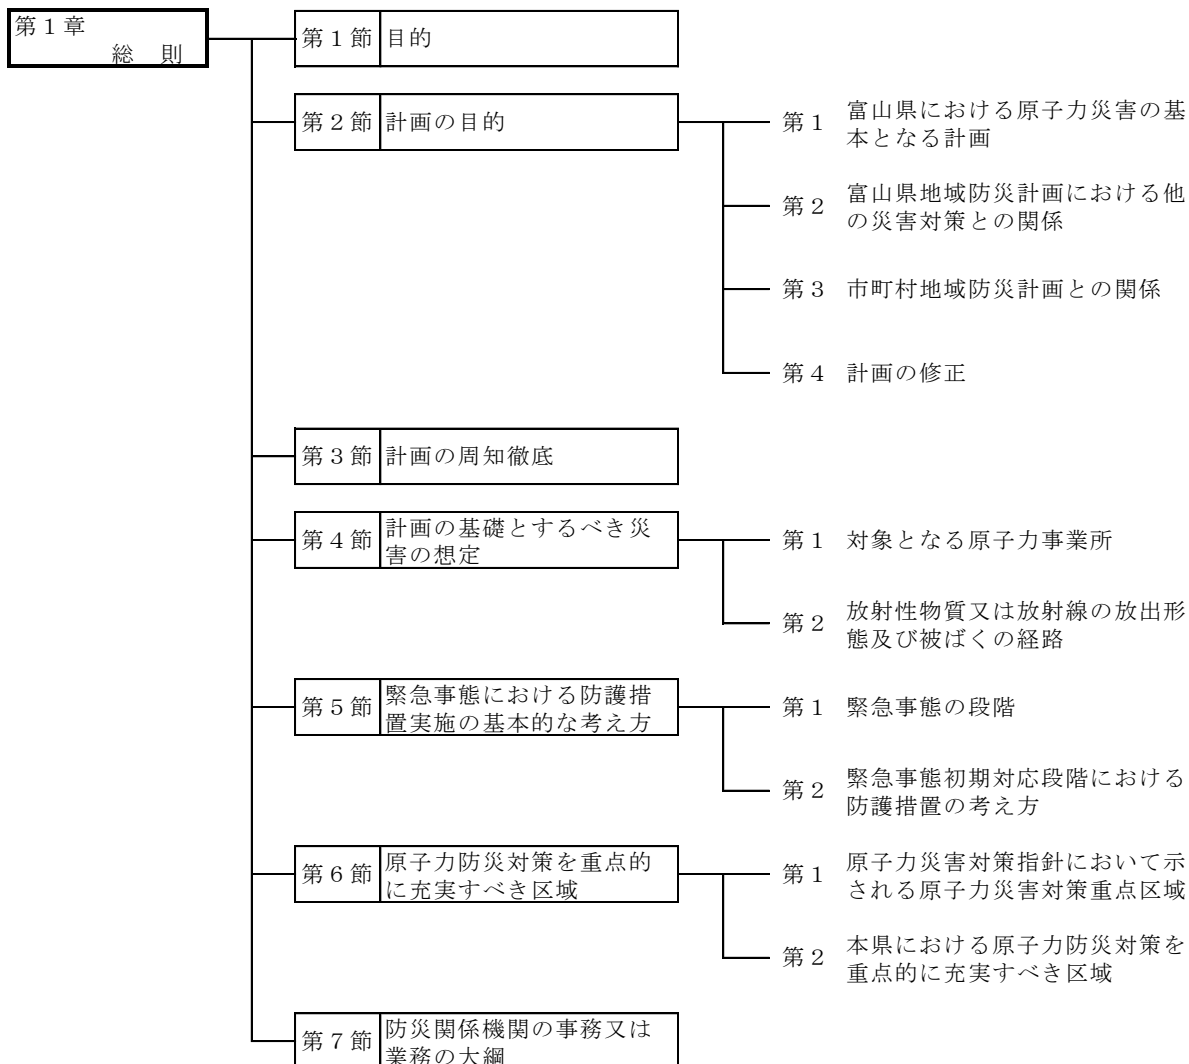 第１章
総　則
第１節 目的
第２節 計画の目的
第１ 富山県における原子力災害の基
本となる計画
第２ 富山県地域防災計画における他
の災害対策との関係
第３ 市町村地域防災計画との関係
第４ 計画の修正
第３節 計画の周知徹底
第４節 計画の基礎とするべき災
害の想定
第１ 対象となる原子力事業所
第２ 放射性物質又は放射線の放出形
態及び被ばくの経路
第５節 緊急事態における防護措
置実施の基本的な考え方
第１ 緊急事態の段階
第２ 緊急事態初期対応段階における
防護措置の考え方
第６節 原子力防災対策を重点的
に充実すべき区域
第１ 原子力災害対策指針において示
される原子力災害対策重点区域
第２ 本県における原子力防災対策を
重点的に充実すべき区域
第７節 防災関係機関の事務又は
業務の大綱